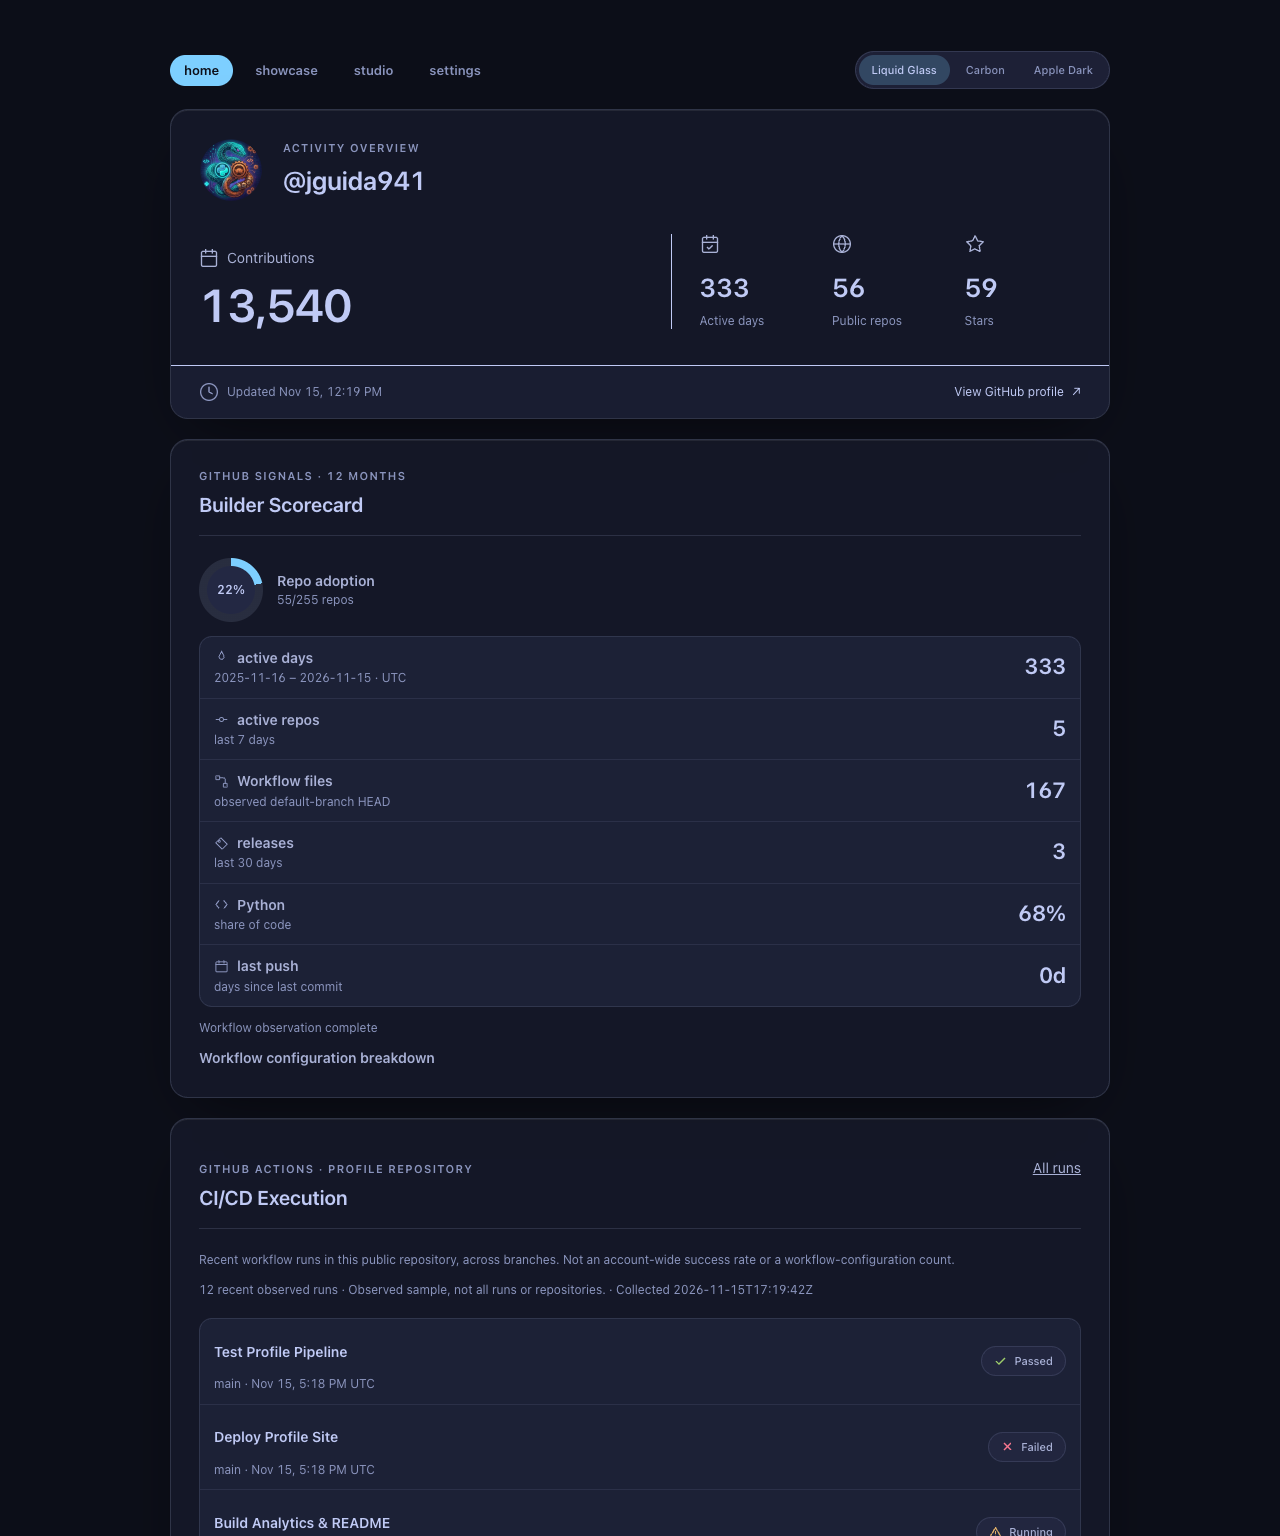 home showcase studio settings Liquid Glass Carbon Apple Dark
ACTIVITY OVERVIEW
@jguida941
Contributions
13,540
333
Active days
56
Public repos
59
Stars
Updated Nov 15, 12:19 PM
View GitHub profile ↗
GITHUB SIGNALS · 12 MONTHS
Builder Scorecard
22%
Repo adoption
55/255 repos
active days
2025-11-16 – 2026-11-15 · UTC
333
active repos
last 7 days
5
Workflow files
observed default-branch HEAD
167
releases
last 30 days
3
Python
share of code
68%
last push
days since last commit
0d
Workflow observation complete
Workflow configuration breakdown
GITHUB ACTIONS · PROFILE REPOSITORY
All runs
CI/CD Execution
Recent workflow runs in this public repository, across branches. Not an account-wide success rate or a workflow-configuration count.
12 recent observed runs · Observed sample, not all runs or repositories. · Collected 2026-11-15T17:19:42Z
Test Profile Pipeline
main · Nov 15, 5:18 PM UTC
Passed
Deploy Profile Site
main · Nov 15, 5:18 PM UTC
Failed
Build Analytics & README
Running